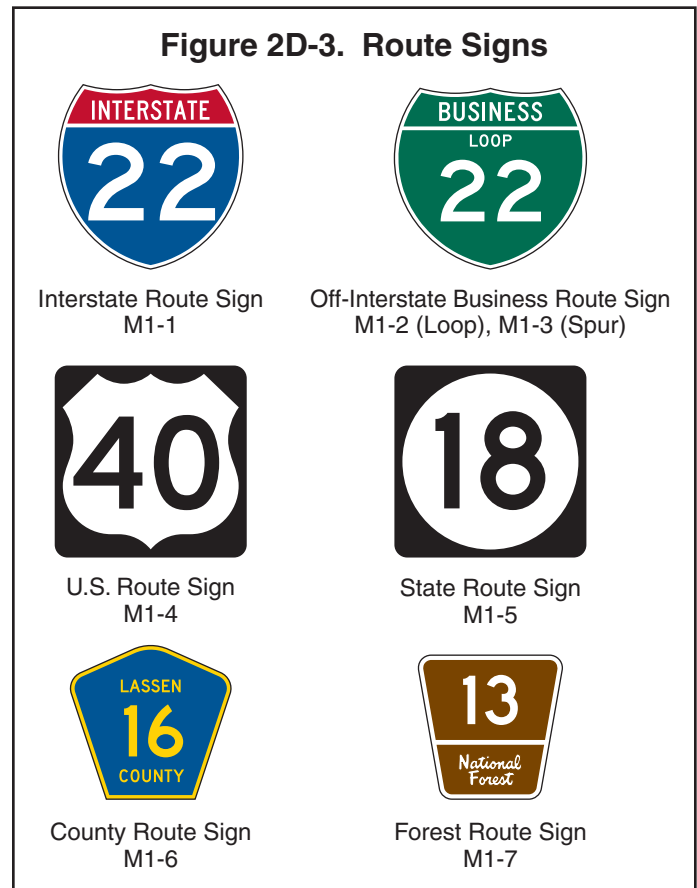 Figure 2D-3. Route Signs
INTERSTATE
22
Interstate Route Sign
M1-1
BUSINESS
LOOP
22
Off-Interstate Business Route Sign
M1-2 (Loop), M1-3 (Spur)
40
U.S. Route Sign
M1-4
18
State Route Sign
M1-5
LASSEN
16
COUNTY
County Route Sign
M1-6
13
National
Forest
Forest Route Sign
M1-7